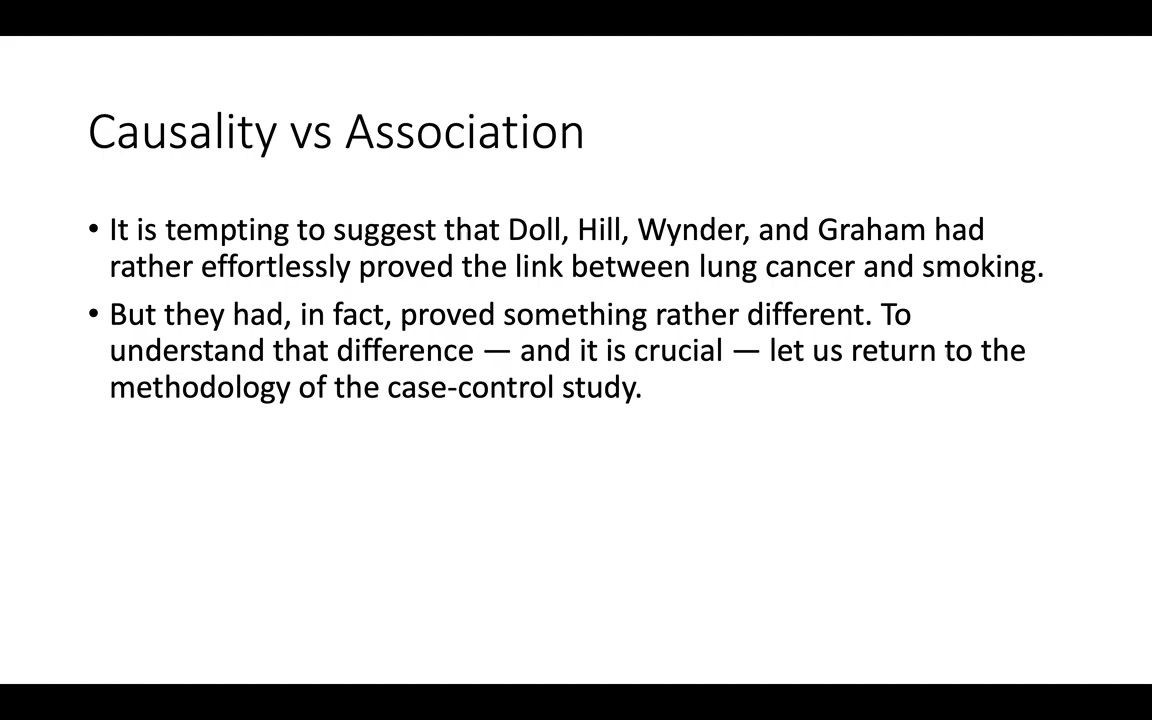 Causality vs Association
• It is tempting to suggest that Doll, Hill, Wynder, and Graham had
rather effortlessly proved the link between lung cancer and smoking.
• But they had, in fact, proved something rather different. To
understand that difference — and it is crucial — let us return to the
methodology of the case-control study.